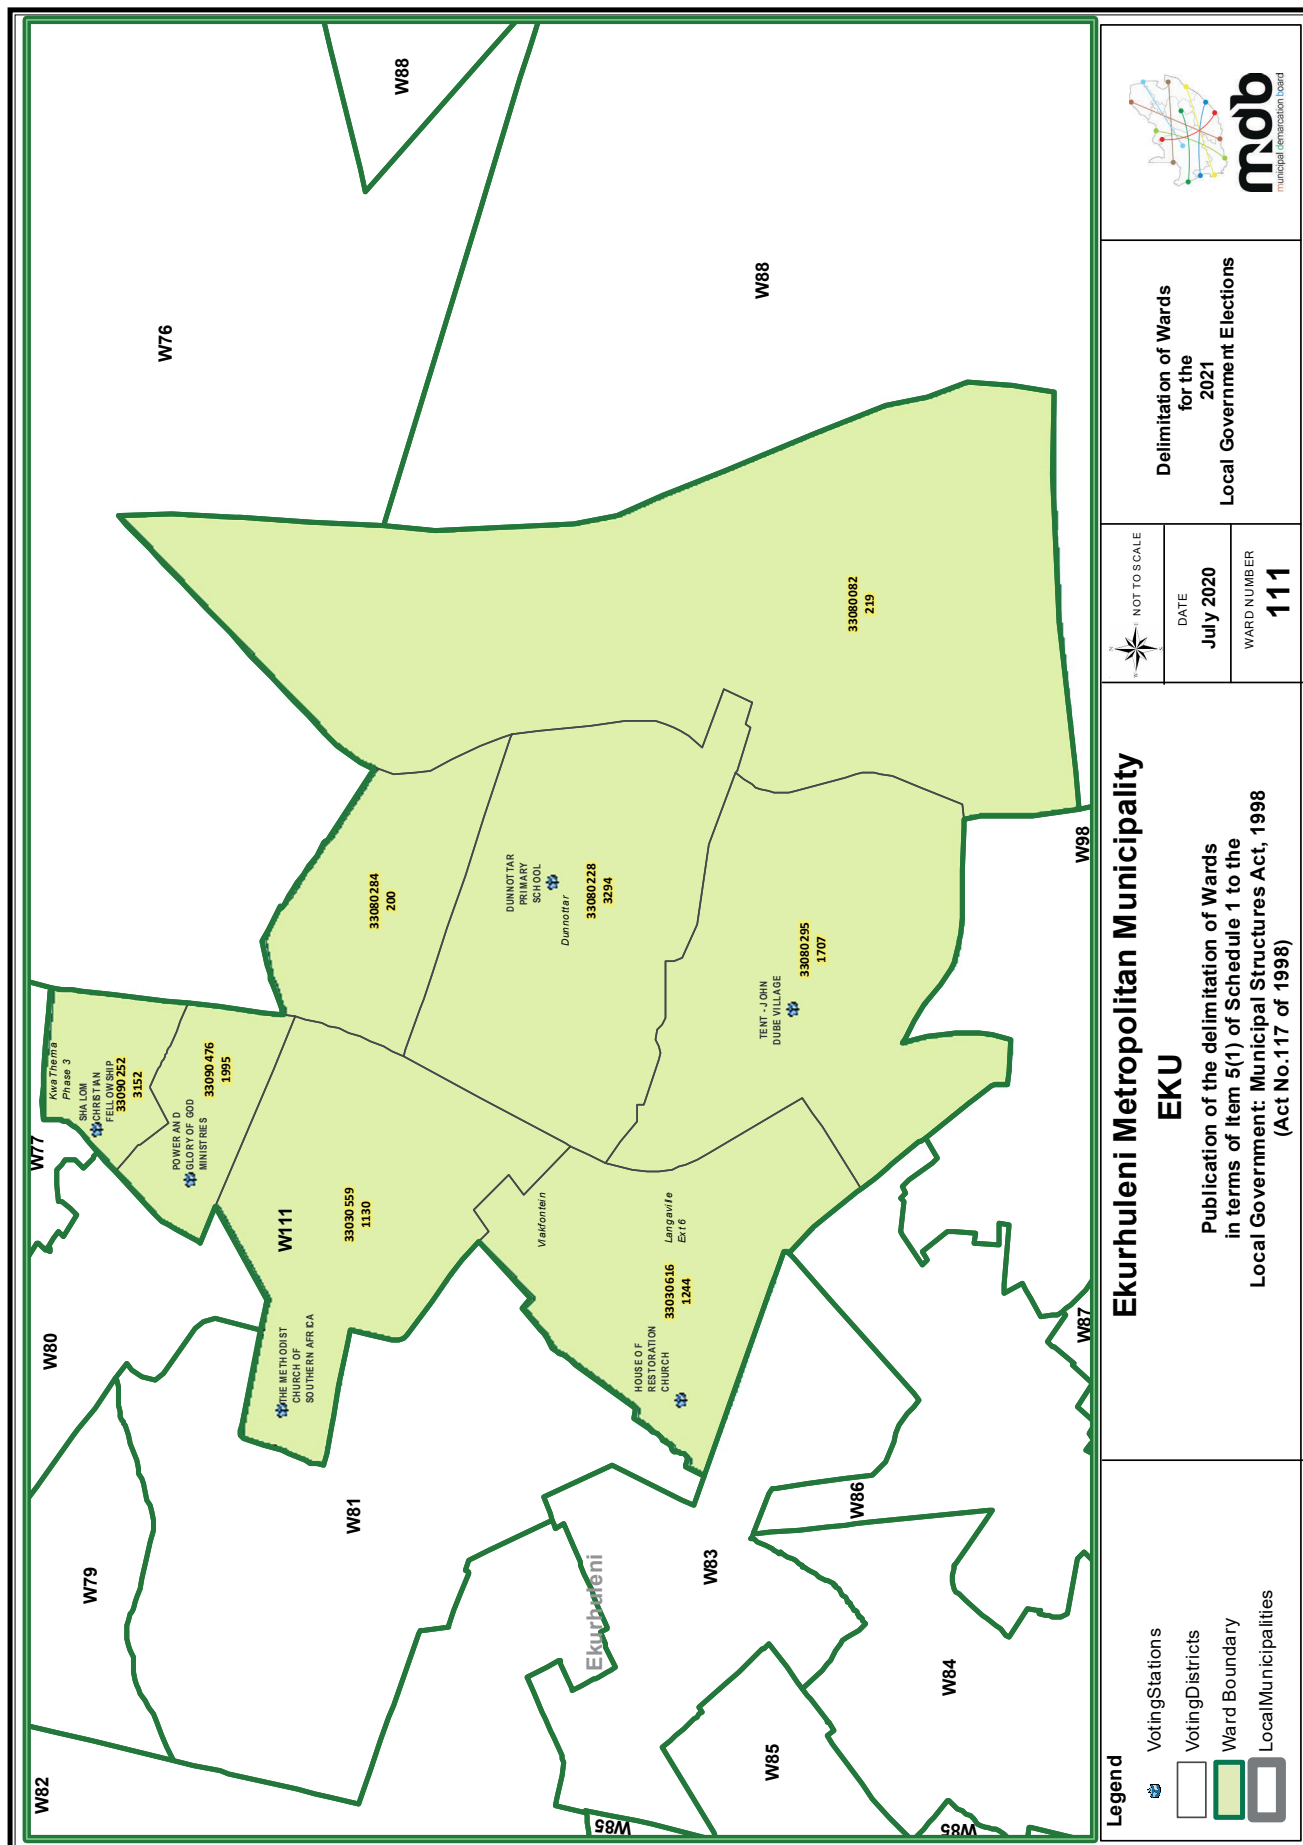 W82
W79
W80
W77
W76
W88
W81
W111
W88
W83
W86
W85
W84
W85
W85
W87
W98
Ekurhuleni
KwaThema
Phase 3
SHALOM
CHRISTIAN
FELLOWSHIP
33090252
3152
POWER AND
GLORY OF GOD
MINISTRIES
33090476
1995
THE METHODIST
CHURCH OF
SOUTHERN AFRICA
33030559
1130
33080284
200
DUNNOTTAR
PRIMARY
SCHOOL
Dunnottar
33080228
3294
Vlakfontein
Langaville
Ext 6
HOUSE OF
RESTORATION
CHURCH
33030616
1244
TENT - JOHN
DUBE VILLAGE
33080295
1707
33080082
219
Legend
VotingStations
VotingDistricts
Ward Boundary
LocalMunicipalities
Ekurhuleni Metropolitan Municipality
EKU
Publication of the delimitation of Wards
in terms of Item 5(1) of Schedule 1 to the
Local Government: Municipal Structures Act, 1998
(Act No.117 of 1998)
N
W
E
S
NOT TO SCALE
DATE
July 2020
WARD NUMBER
111
Delimitation of Wards
for the
2021
Local Government Elections
mdb
municipal demarcation board